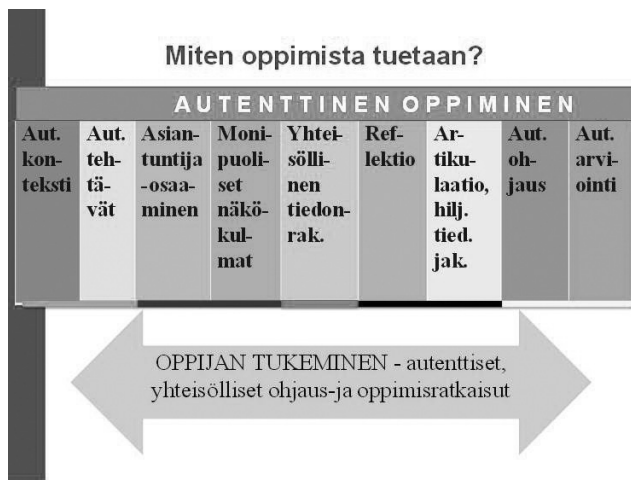 Miten oppimista tuetaan?
AUTENTTINEN OPPIMINEN
Aut.
kon-
teksti
Aut.
teh-
tä-
vät
Asian-
tuntija
-osaa-
minen
Moni-
puoli-
set
näkö-
kul-
mat
Yhtei-
sölli-
nen
tiedon-
rak.
Ref-
lektio
Ar-
tiku-
laatio,
hilj.
tied.
jak.
Aut.
oh-
jaus
Aut.
arvi-
ointi
OPPIJAN TUKEMINEN - autenttiset,
yhteisölliset ohjaus-ja oppimisratkaisut